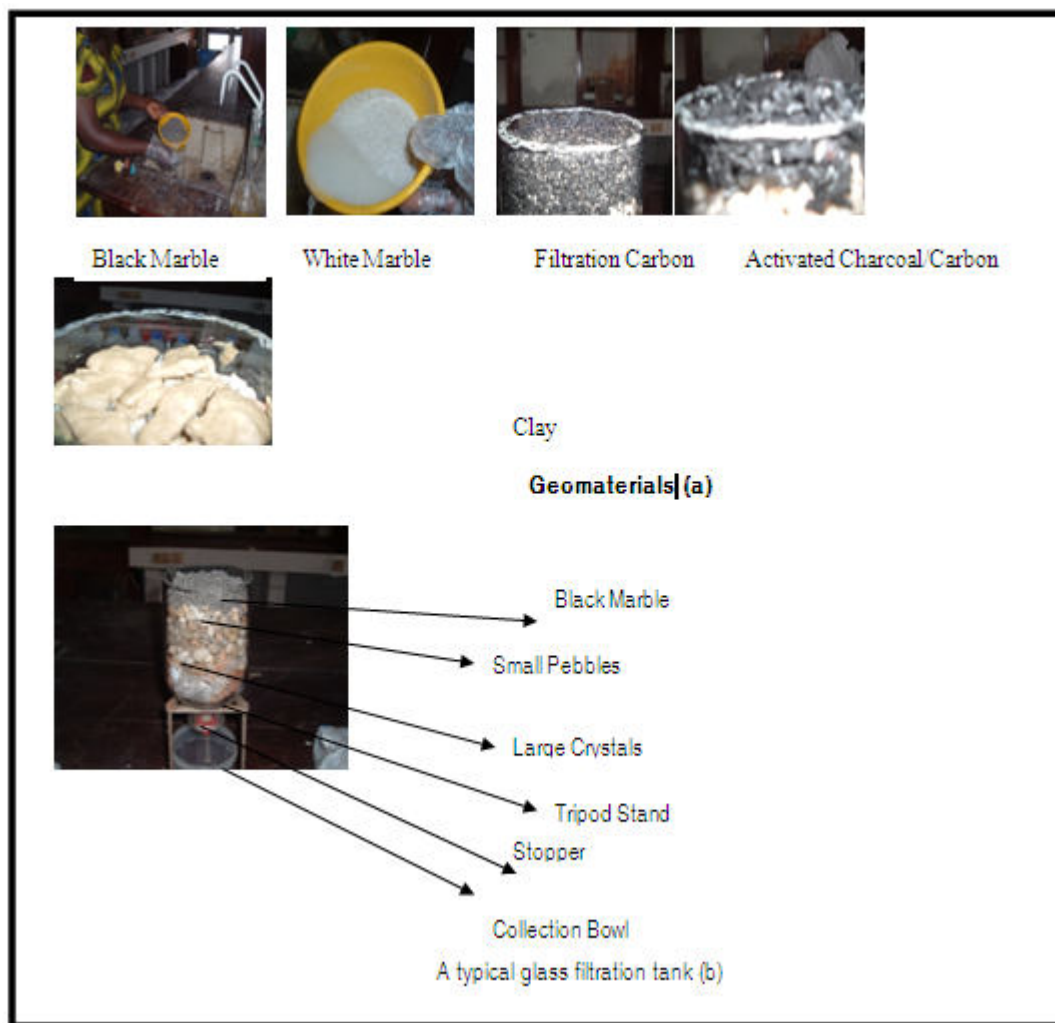 Black Marble
White Marble
Filtration Carbon
Activated Charcoal/Carbon
Clay
Geomaterials (a)
Black Marble
Small Pebbles
Large Crystals
Tripod Stand
Stopper
Collection Bowl
A typical glass filtration tank (b)